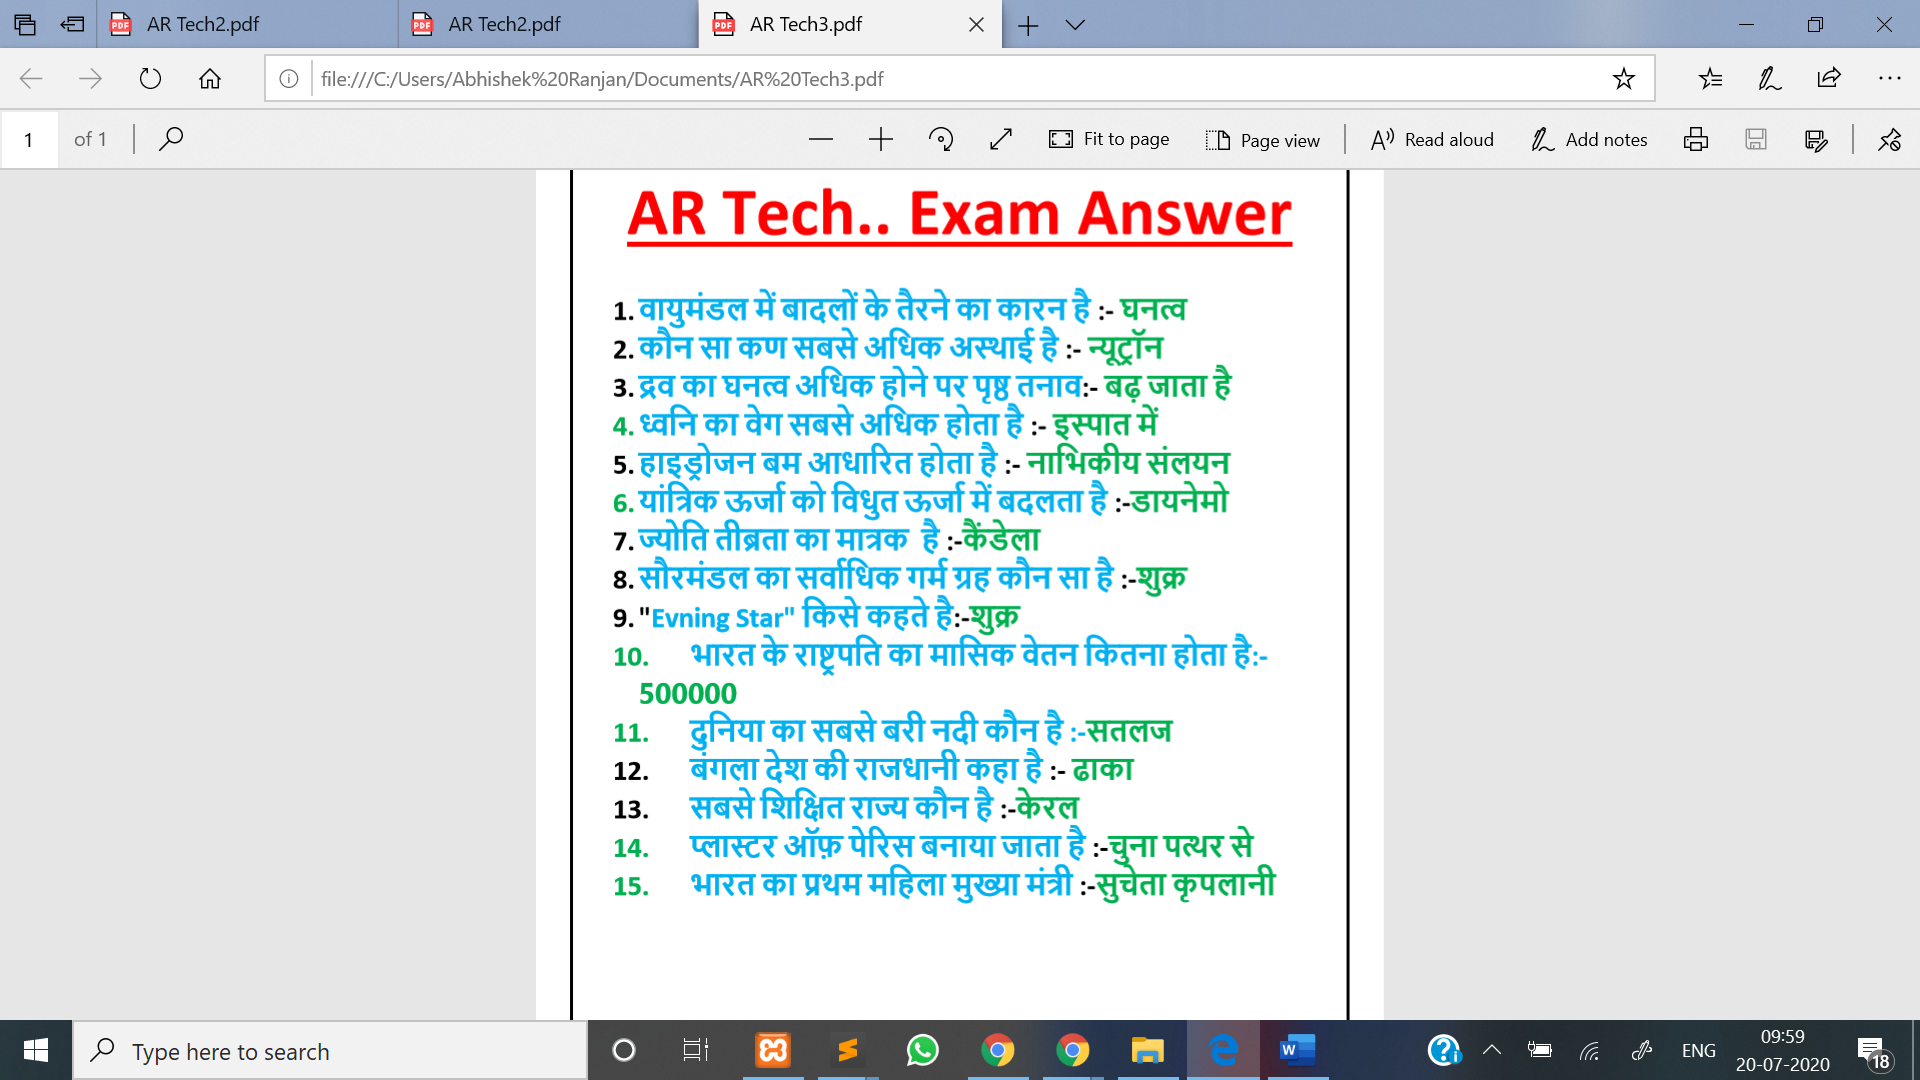 AR Tech2.pdf
AR Tech2.pdf
AR Tech3.pdf
file:///C:/Users/Abhishek%20Ranjan/Documents/AR%20Tech3.pdf
1 of 1
Fit to page
Page view
Read aloud
Add notes
AR Tech.. Exam Answer
1. वायुमंडल में बादलों के तैरने का कारन है :- घनत्व
2. कौन सा कण सबसे अधिक अस्थाई है :- न्यूट्रॉन
3. द्रव का घनत्व अधिक होने पर पृष्ठ तनाव:- बढ़ जाता है
4. ध्वनि का वेग सबसे अधिक होता है :- इस्पात में
5. हाइड्रोजन बम आधारित होता है :- नाभिकीय संलयन
6. यांत्रिक ऊर्जा को विधुत ऊर्जा में बदलता है :-डायनेमो
7. ज्योति तीब्रता का मात्रक है :-कैंडेला
8. सौरमंडल का सर्वाधिक गर्म ग्रह कौन सा है :-शुक्र
9. "Evning Star" किसे कहते है:-शुक्र
10. भारत के राष्ट्रपति का मासिक वेतन कितना होता है:-
500000
11. दुनिया का सबसे बरी नदी कौन है :-सतलज
12. बंगला देश की राजधानी कहा है :- ढाका
13. सबसे शिक्षित राज्य कौन है :-केरल
14. प्लास्टर ऑफ़ पेरिस बनाया जाता है :-चुना पत्थर से
15. भारत का प्रथम महिला मुख्या मंत्री :-सुचेता कृपलानी
Type here to search
ENG
09:59
20-07-2020
18